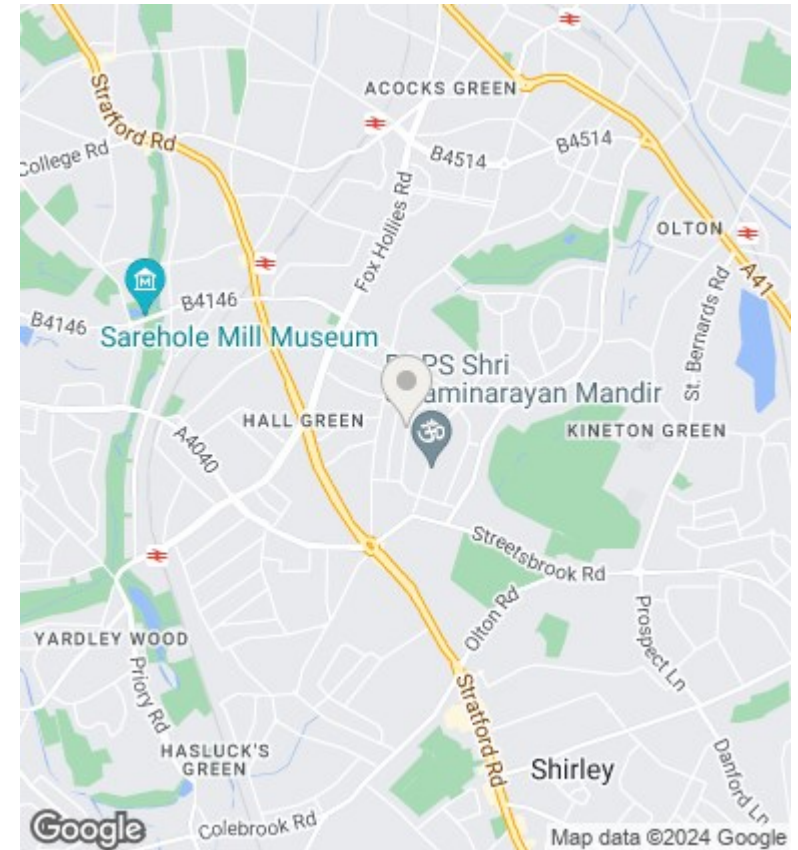 ACOCKS GREEN
Stratford Rd
College Rd
B4514
B4514
Fox Hollies Rd
OLTON
A41
B4146
B4146
Sarehole Mill Museum
St. Bernards Rd
PS Shri
aminarayan Mandir
HALL GREEN
KINETON GREEN
A4040
Streetsbrook Rd
Olton Rd
Prospect Ln
YARDLEY WOOD
Priory Rd
Stratford Rd
HASLUCK'S
GREEN
Shirley
Danford Ln
Colebrook Rd
Google
Map data ©2024 Google